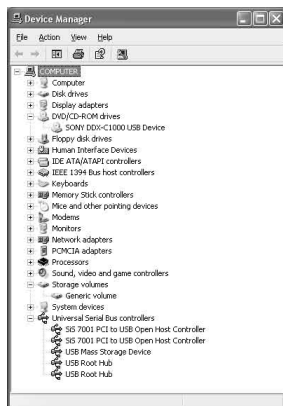 Device Manager
File Action View Help
COMPUTER
Computer
Disk drives
Display adapters
DVD/CD-ROM drives
SONY DDX-C1000 USB Device
Floppy disk drives
Human Interface Devices
IDE ATA/ATAPI controllers
IEEE 1394 Bus host controllers
Keyboards
Memory Stick controllers
Mice and other pointing devices
Modems
Monitors
Network adapters
PCMCIA adapters
Processors
Sound, video and game controllers
Storage volumes
Generic volume
System devices
Universal Serial Bus controllers
SiS 7001 PCI to USB Open Host Controller
SiS 7001 PCI to USB Open Host Controller
USB Mass Storage Device
USB Root Hub
USB Root Hub